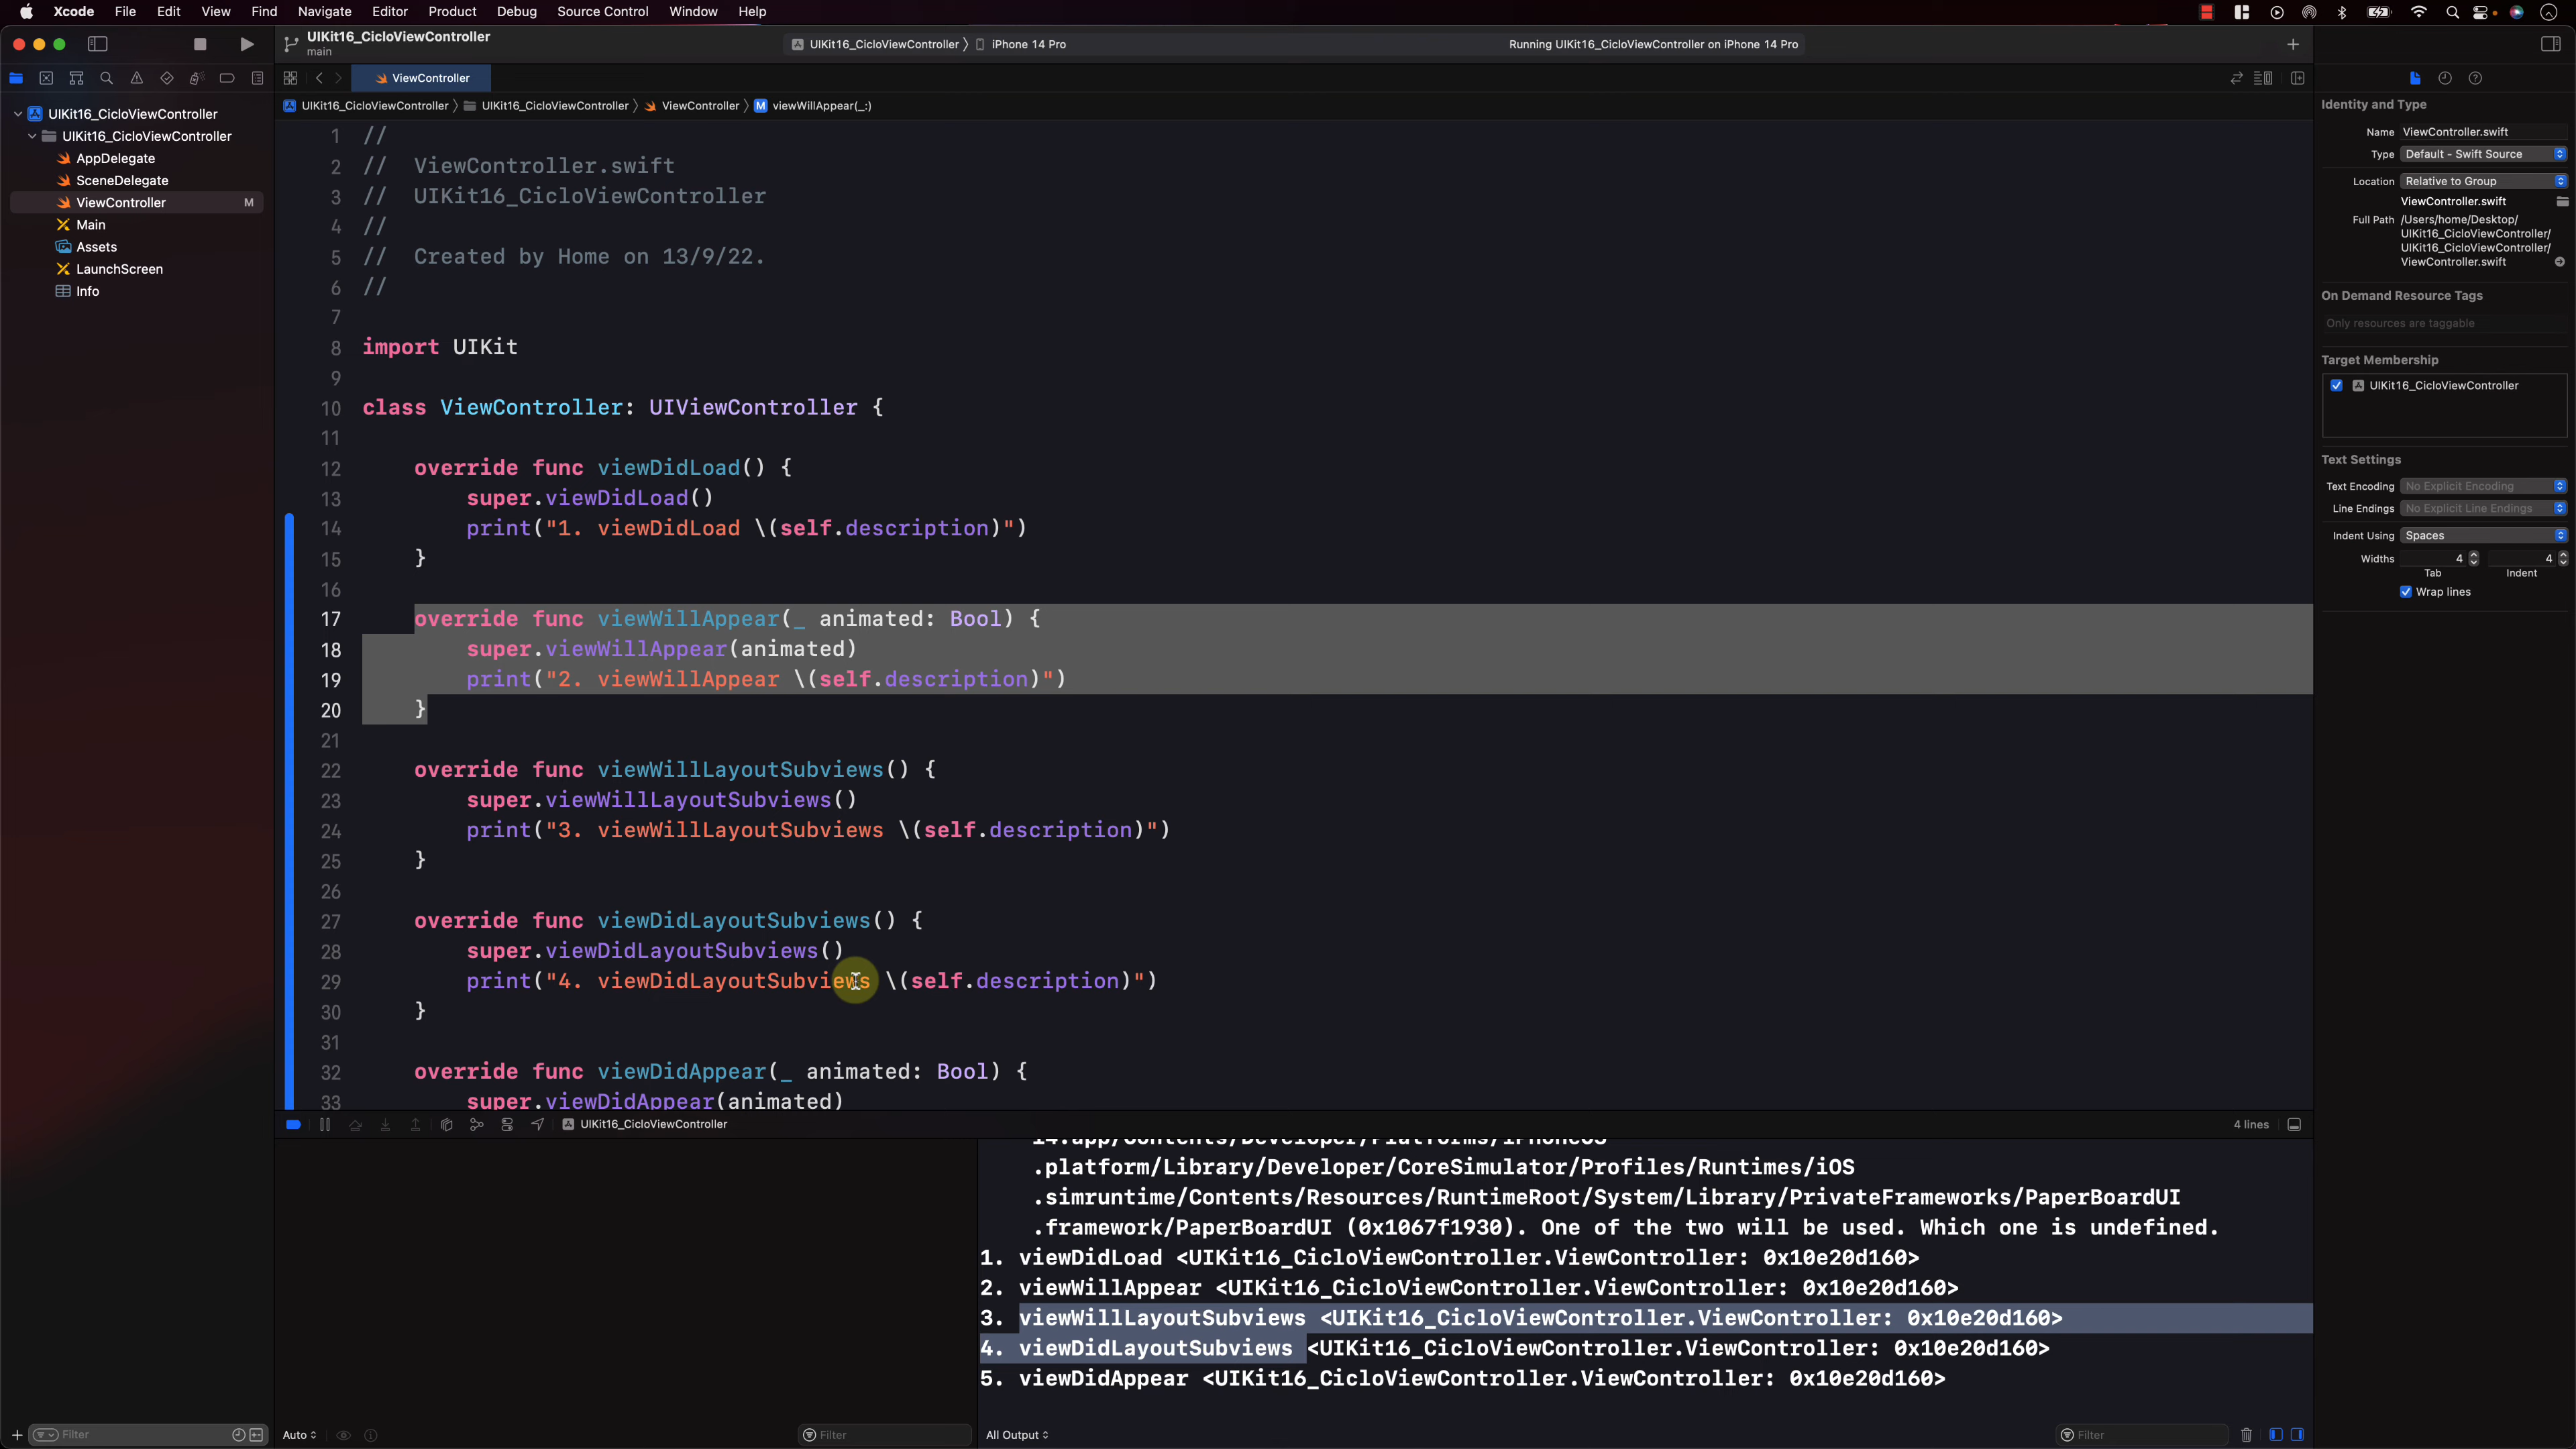 Xcode File Edit View Find Navigate Editor Product Debug Source Control Window Help
UIKit16_CicloViewController
main
UIKit16_CicloViewController 〉 iPhone 14 Pro
Running UIKit16_CicloViewController on iPhone 14 Pro
ViewController
UIKit16_CicloViewController 〉 UIKit16_CicloViewController 〉 ViewController 〉 M viewWillAppear(_:)
UIKit16_CicloViewController
UIKit16_CicloViewController
AppDelegate
SceneDelegate
ViewController M
Main
Assets
LaunchScreen
Info
1 //
2 //  ViewController.swift
3 //  UIKit16_CicloViewController
4 //
5 //  Created by Home on 13/9/22.
6 //
7
8 import UIKit
9
10 class ViewController: UIViewController {
11
12     override func viewDidLoad() {
13         super.viewDidLoad()
14         print("1. viewDidLoad \(self.description)")
15     }
16
17     override func viewWillAppear(_ animated: Bool) {
18         super.viewWillAppear(animated)
19         print("2. viewWillAppear \(self.description)")
20     }
21
22     override func viewWillLayoutSubviews() {
23         super.viewWillLayoutSubviews()
24         print("3. viewWillLayoutSubviews \(self.description)")
25     }
26
27     override func viewDidLayoutSubviews() {
28         super.viewDidLayoutSubviews()
29         print("4. viewDidLayoutSubviews \(self.description)")
30     }
31
32     override func viewDidAppear(_ animated: Bool) {
33         super.viewDidAppear(animated)
UIKit16_CicloViewController
4 lines
14.app/Contents/Developer/Platforms/iPhoneOS
.platform/Library/Developer/CoreSimulator/Profiles/Runtimes/iOS
.simruntime/Contents/Resources/RuntimeRoot/System/Library/PrivateFrameworks/PaperBoardUI
.framework/PaperBoardUI (0x1067f1930). One of the two will be used. Which one is undefined.
1. viewDidLoad <UIKit16_CicloViewController.ViewController: 0x10e20d160>
2. viewWillAppear <UIKit16_CicloViewController.ViewController: 0x10e20d160>
3. viewWillLayoutSubviews <UIKit16_CicloViewController.ViewController: 0x10e20d160>
4. viewDidLayoutSubviews <UIKit16_CicloViewController.ViewController: 0x10e20d160>
5. viewDidAppear <UIKit16_CicloViewController.ViewController: 0x10e20d160>
Filter
Auto
Filter
All Output
Filter
Identity and Type
Name ViewController.swift
Type Default - Swift Source
Location Relative to Group
ViewController.swift
Full Path /Users/home/Desktop/
UIKit16_CicloViewController/
UIKit16_CicloViewController/
ViewController.swift
On Demand Resource Tags
Only resources are taggable
Target Membership
UIKit16_CicloViewController
Text Settings
Text Encoding No Explicit Encoding
Line Endings No Explicit Line Endings
Indent Using Spaces
Widths 4 4
Tab Indent
Wrap lines